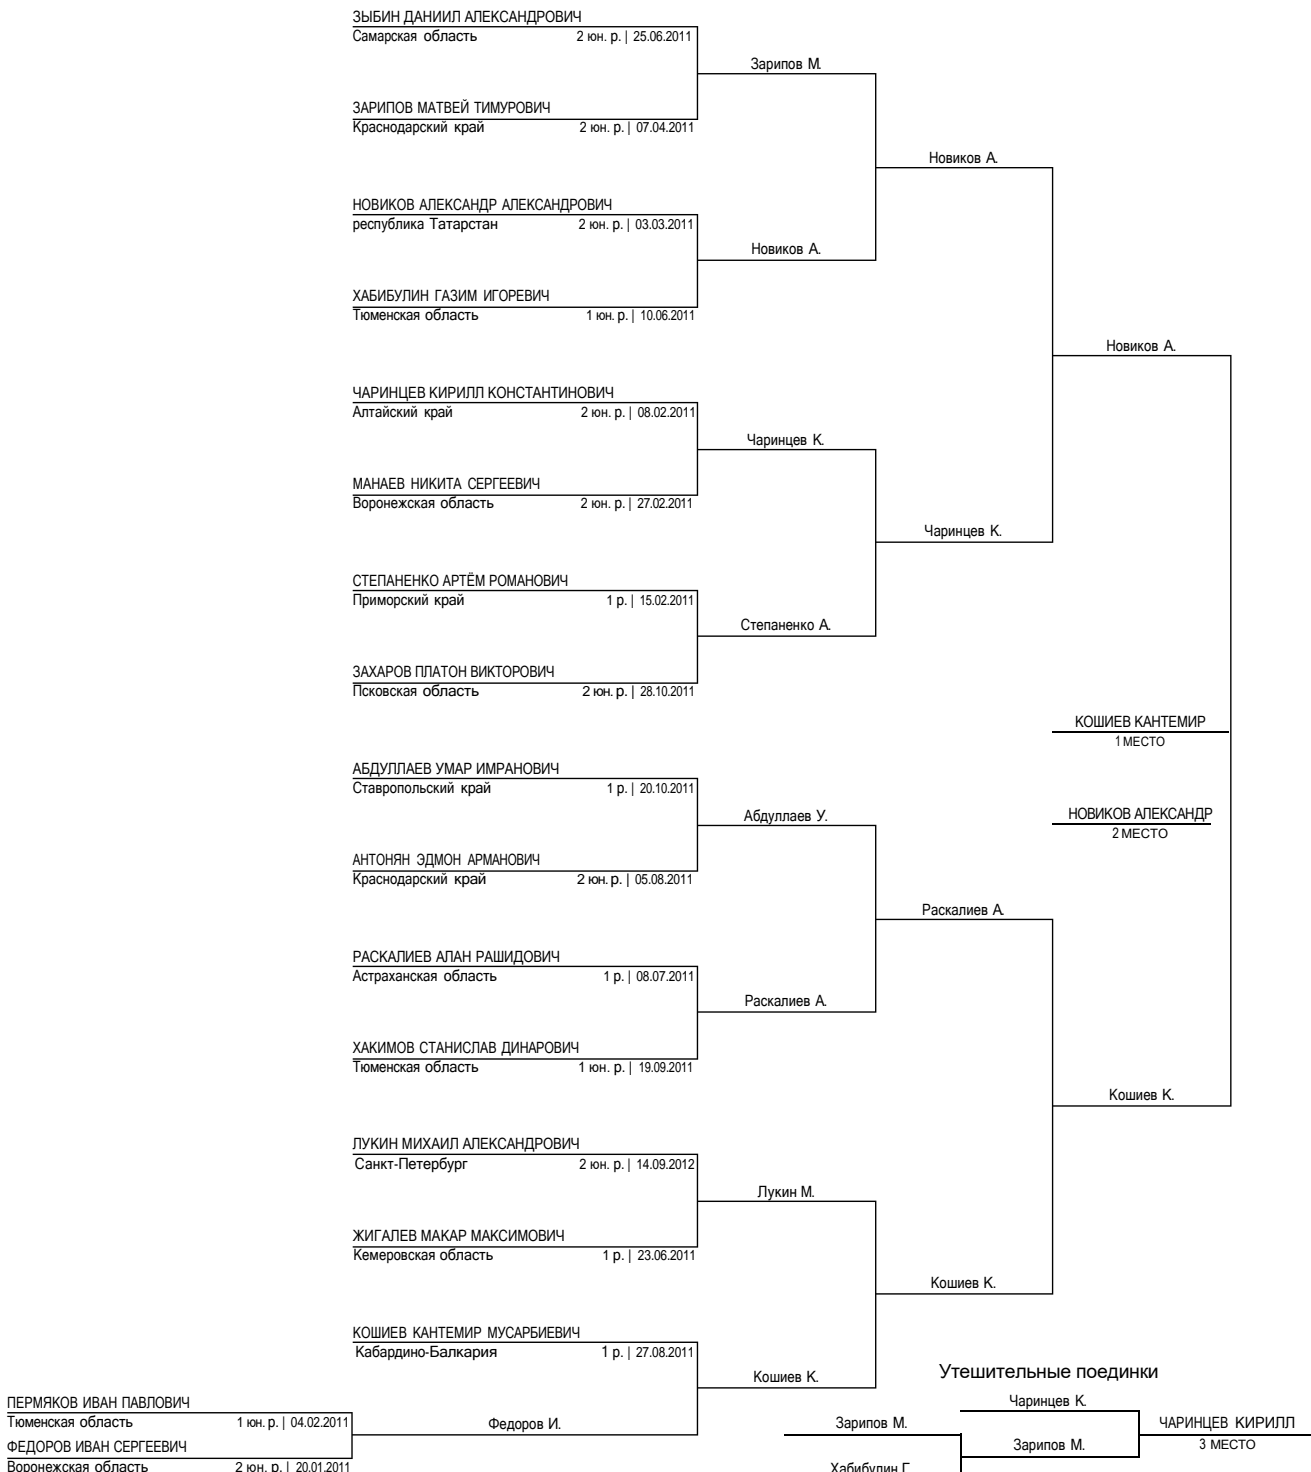 ЗЫБИН ДАНИИЛ АЛЕКСАНДРОВИЧ
Самарская область 2 юн. р. | 25.06.2011
Зарипов М.
ЗАРИПОВ МАТВЕЙ ТИМУРОВИЧ
Краснодарский край 2 юн. р. | 07.04.2011
Новиков А.
НОВИКОВ АЛЕКСАНДР АЛЕКСАНДРОВИЧ
республика Татарстан 2 юн. р. | 03.03.2011
Новиков А.
ХАБИБУЛИН ГАЗИМ ИГОРЕВИЧ
Тюменская область 1 юн. р. | 10.06.2011
Новиков А.
ЧАРИНЦЕВ КИРИЛЛ КОНСТАНТИНОВИЧ
Алтайский край 2 юн. р. | 08.02.2011
Чаринцев К.
МАНАЕВ НИКИТА СЕРГЕЕВИЧ
Воронежская область 2 юн. р. | 27.02.2011
Чаринцев К.
СТЕПАНЕНКО АРТЁМ РОМАНОВИЧ
Приморский край 1 р. | 15.02.2011
Степаненко А.
ЗАХАРОВ ПЛАТОН ВИКТОРОВИЧ
Псковская область 2 юн. р. | 28.10.2011
КОШИЕВ КАНТЕМИР
1 МЕСТО
АБДУЛЛАЕВ УМАР ИМРАНОВИЧ
Ставропольский край 1 р. | 20.10.2011
Абдуллаев У.
НОВИКОВ АЛЕКСАНДР
2 МЕСТО
АНТОНЯН ЭДМОН АРМАНОВИЧ
Краснодарский край 2 юн. р. | 05.08.2011
Раскалиев А.
РАСКАЛИЕВ АЛАН РАШИДОВИЧ
Астраханская область 1 р. | 08.07.2011
Раскалиев А.
ХАКИМОВ СТАНИСЛАВ ДИНАРОВИЧ
Тюменская область 1 юн. р. | 19.09.2011
Кошиев К.
ЛУКИН МИХАИЛ АЛЕКСАНДРОВИЧ
Санкт-Петербург 2 юн. р. | 14.09.2012
Лукин М.
ЖИГАЛЕВ МАКАР МАКСИМОВИЧ
Кемеровская область 1 р. | 23.06.2011
Кошиев К.
КОШИЕВ КАНТЕМИР МУСАРБИЕВИЧ
Кабардино-Балкария 1 р. | 27.08.2011
Кошиев К.
Утешительные поединки
ПЕРМЯКОВ ИВАН ПАВЛОВИЧ
Тюменская область 1 юн. р. | 04.02.2011
Федоров И.
ФЕДОРОВ ИВАН СЕРГЕЕВИЧ
Воронежская область 2 юн. р. | 20.01.2011
Чаринцев К.
Зарипов М.
ЧАРИНЦЕВ КИРИЛЛ
3 МЕСТО
Зарипов М.
Хабибулин Г.